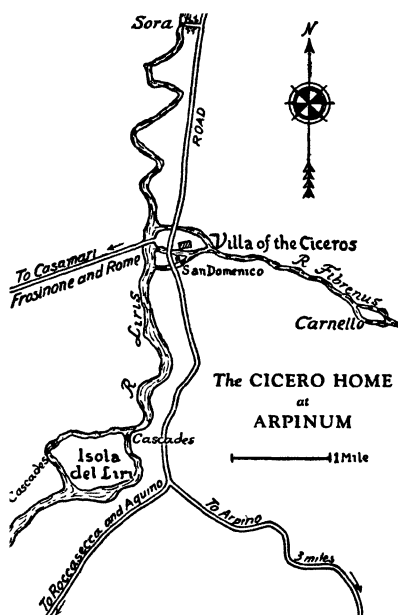 Sora
N
ROAD
Villa of the Ciceros
To Casamari
Frosinone and Rome
San Domenico
R Fibrenus
Carnello
R Liris
The CICERO HOME
at
ARPINUM
1 Mile
Cascades
Cascades
Isola
del Liri
To Roccasecca and Aquino
To Arpino
3 miles